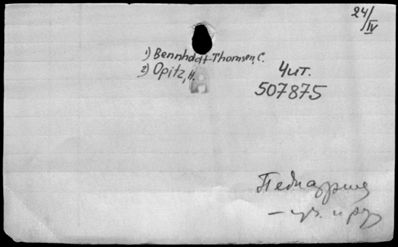 24/IV
1) Bennholdt-Thomsen, C.
2) Opitz, H.
Чит.
507875
Педиатрия